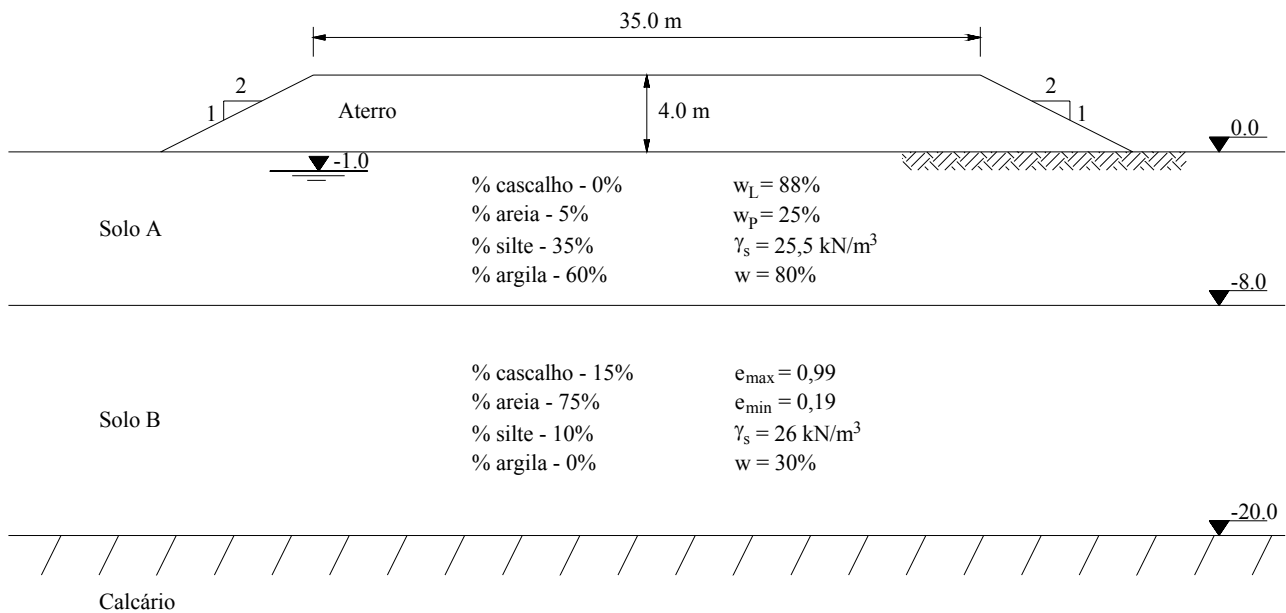 35.0 m
2
1
Aterro
4.0 m
2
1
0.0
-1.0
Solo A
% cascalho - 0%
% areia - 5%
% silte - 35%
% argila - 60%
w_L = 88%
w_P = 25%
γ_s = 25,5 kN/m³
w = 80%
-8.0
Solo B
% cascalho - 15%
% areia - 75%
% silte - 10%
% argila - 0%
e_max = 0,99
e_min = 0,19
γ_s = 26 kN/m³
w = 30%
-20.0
Calcário